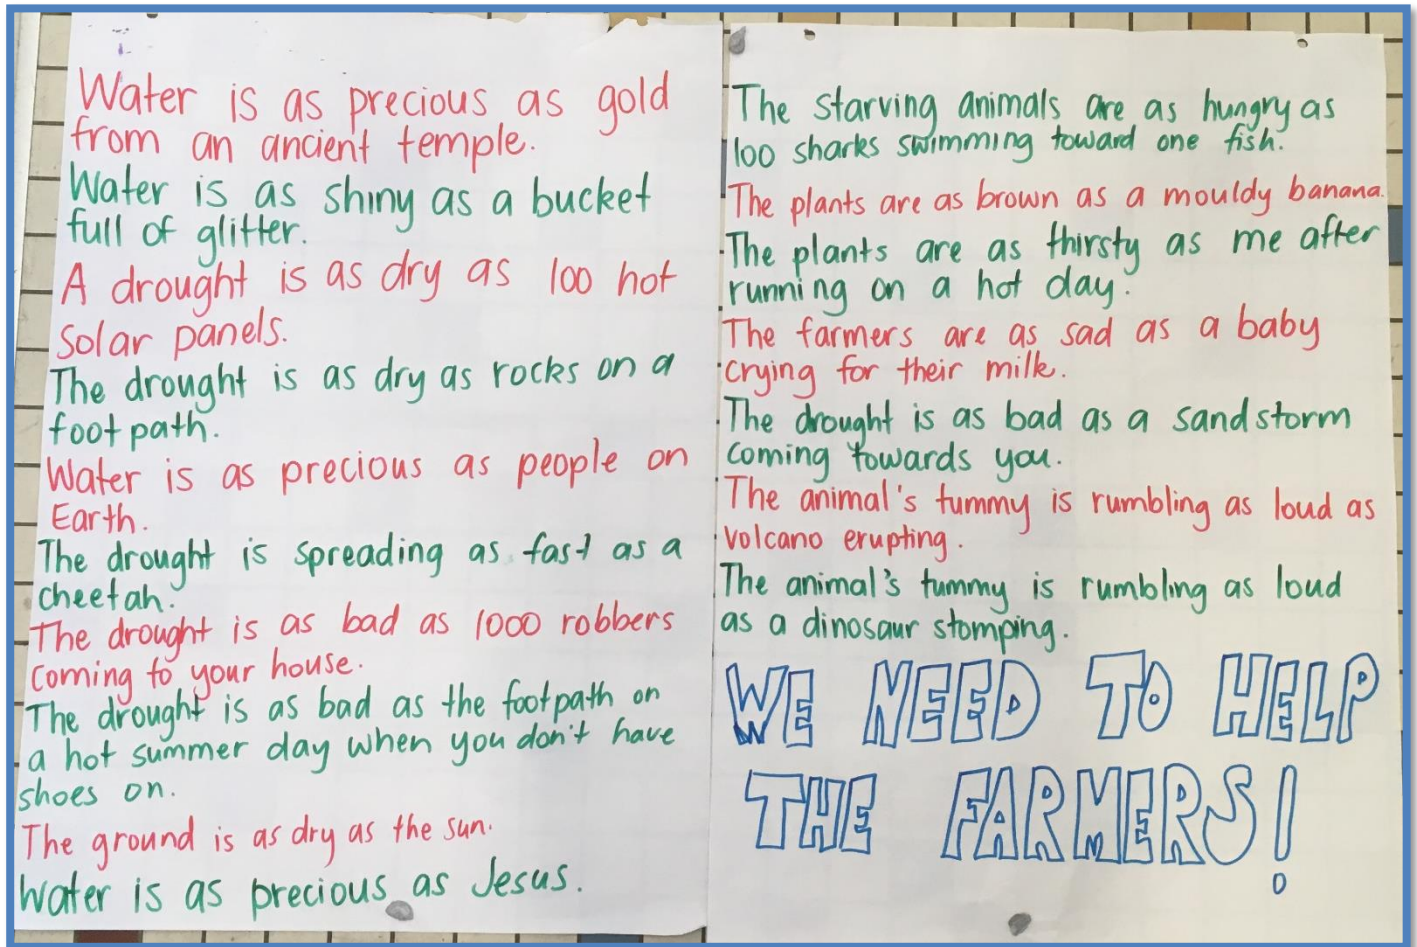 Water is as precious as gold
from an ancient temple.
Water is as shiny as a bucket
full of glitter.
A drought is as dry as 100 hot
solar panels.
The drought is as dry as rocks on a
footpath.
Water is as precious as people on
Earth.
The drought is spreading as fast as a
cheetah.
The drought is as bad as 1000 robbers
coming to your house.
The drought is as bad as the footpath on
a hot summer day when you don't have
shoes on.
The ground is as dry as the sun.
Water is as precious as Jesus.
The starving animals are as hungry as
100 sharks swimming toward one fish.
The plants are as brown as a mouldy banana.
The plants are as thirsty as me after
running on a hot day.
The farmers are as sad as a baby
crying for their milk.
The drought is as bad as a sandstorm
coming towards you.
The animal's tummy is rumbling as loud as
volcano erupting.
The animal's tummy is rumbling as loud
as a dinosaur stomping.
WE NEED TO HELP
THE FARMERS!